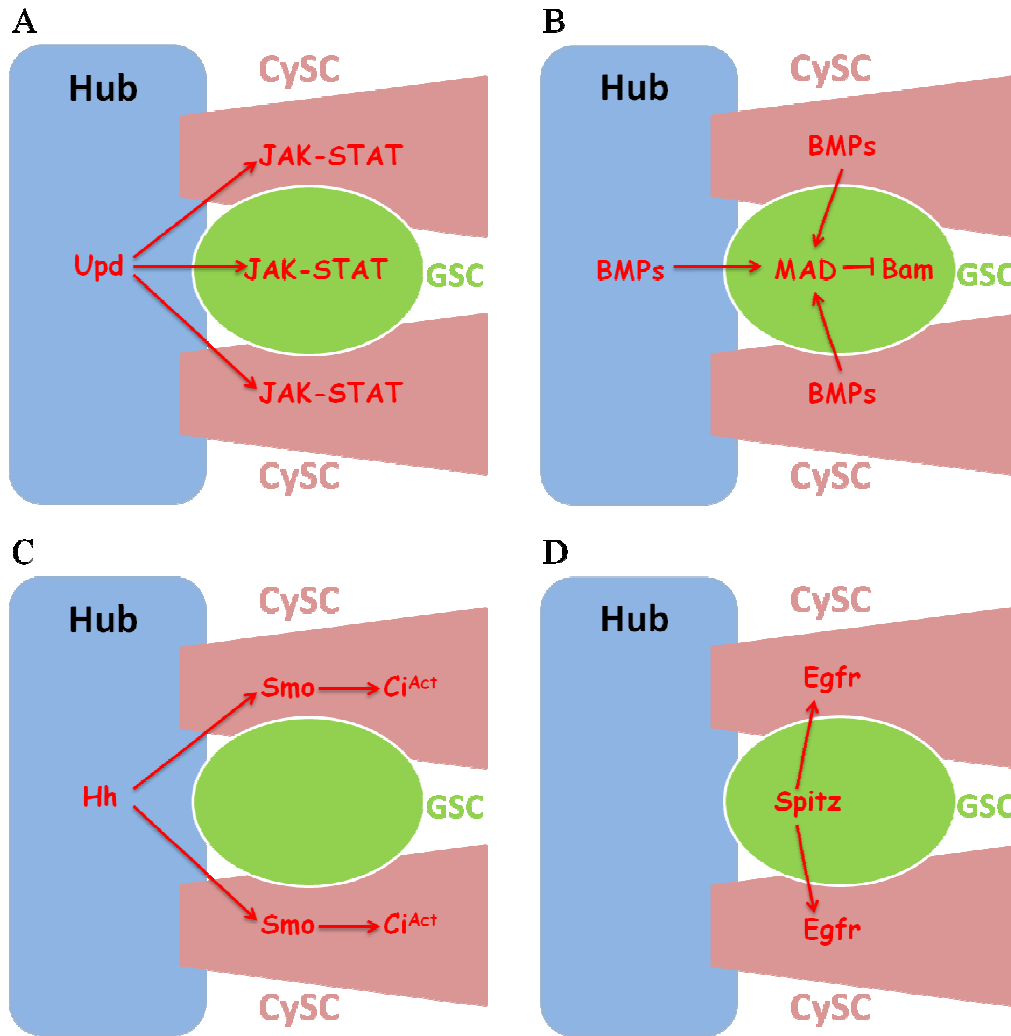 A
Hub
CySC
JAK-STAT
Upd
JAK-STAT
GSC
JAK-STAT
CySC
B
Hub
CySC
BMPs
BMPs
MAD
Bam
GSC
BMPs
CySC
C
Hub
CySC
Smo
Ci^Act
Hh
GSC
Smo
Ci^Act
CySC
D
Hub
CySC
Egfr
Spitz
GSC
Egfr
CySC